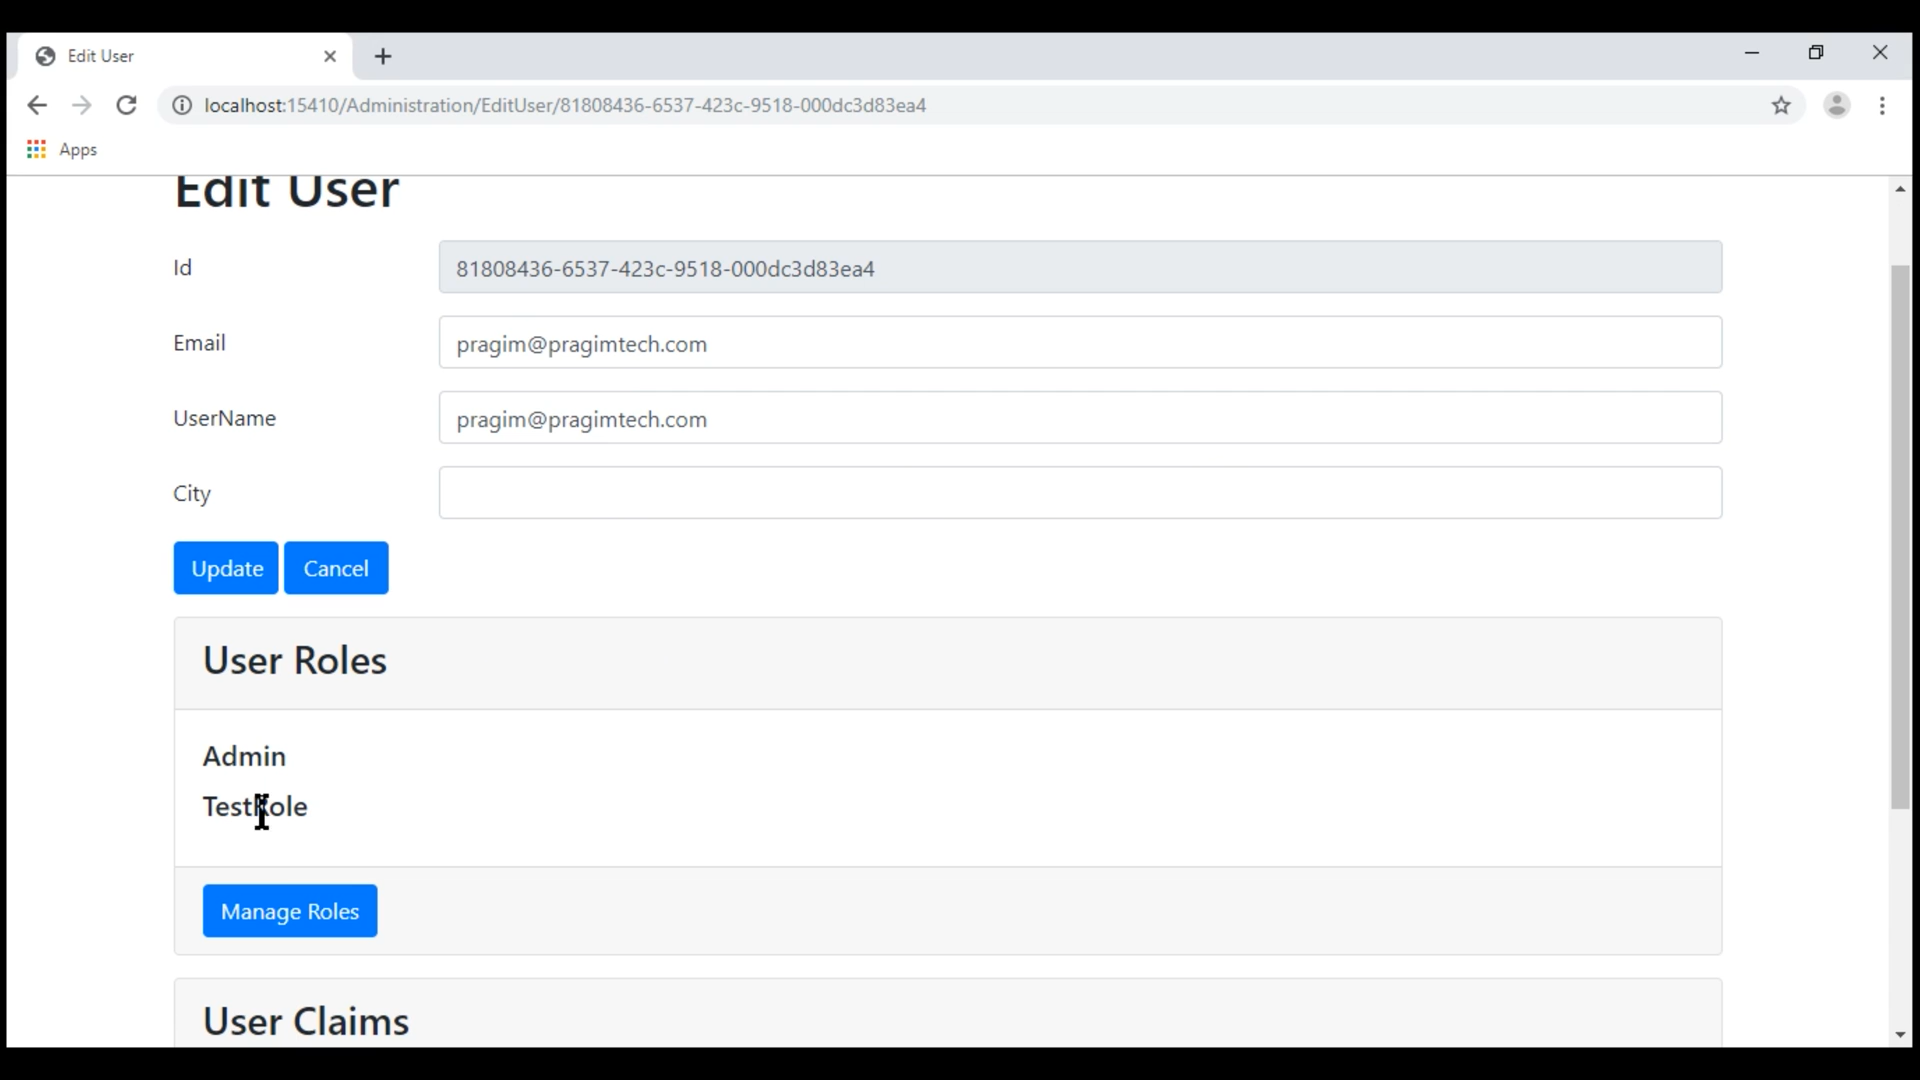 Edit User
localhost:15410/Administration/EditUser/81808436-6537-423c-9518-000dc3d83ea4
Apps
Edit User
Id
81808436-6537-423c-9518-000dc3d83ea4
Email
pragim@pragimtech.com
UserName
pragim@pragimtech.com
City
Update Cancel
User Roles
Admin
TestRole
Manage Roles
User Claims